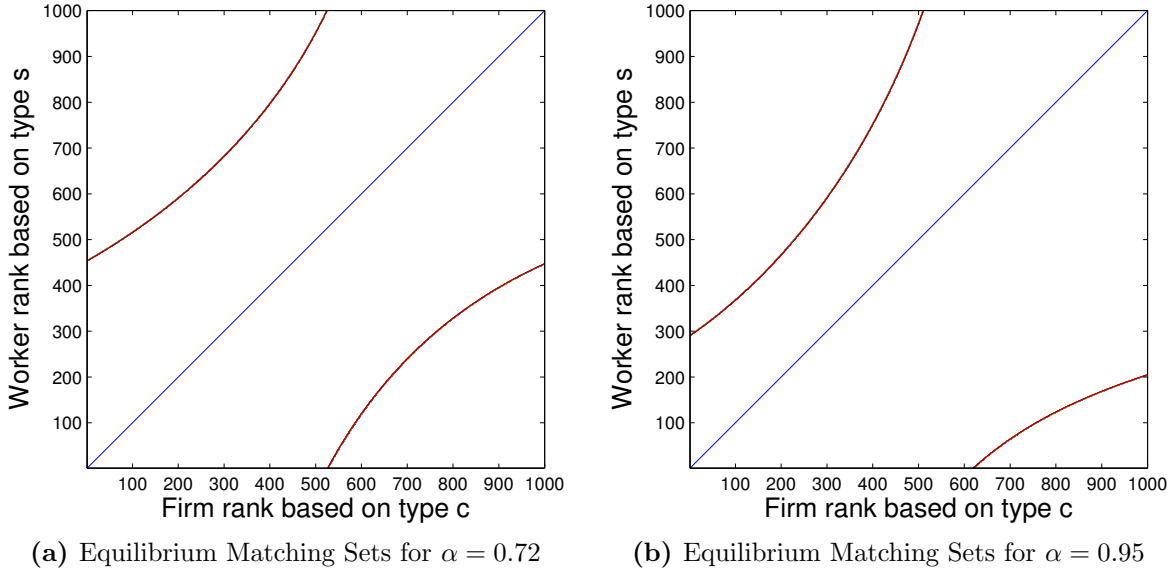 1000
900
800
700
600
500
400
300
200
100
Worker rank based on type s
100 200 300 400 500 600 700 800 900 1000
Firm rank based on type c
(a) Equilibrium Matching Sets for α = 0.72
1000
900
800
700
600
500
400
300
200
100
Worker rank based on type s
100 200 300 400 500 600 700 800 900 1000
Firm rank based on type c
(b) Equilibrium Matching Sets for α = 0.95